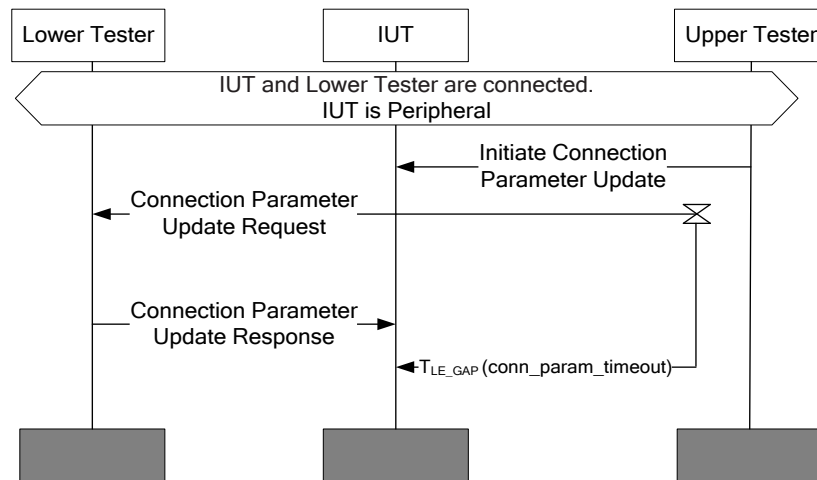 Lower Tester
IUT
Upper Tester
IUT and Lower Tester are connected.
IUT is Peripheral
Initiate Connection
Parameter Update
Connection Parameter
Update Request
Connection Parameter
Update Response
TLE_GAP (conn_param_timeout)